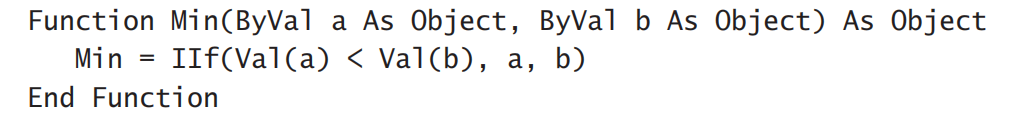 Function Min(ByVal a As Object, ByVal b As Object) As Object
   Min = IIf(Val(a) < Val(b), a, b)
End Function